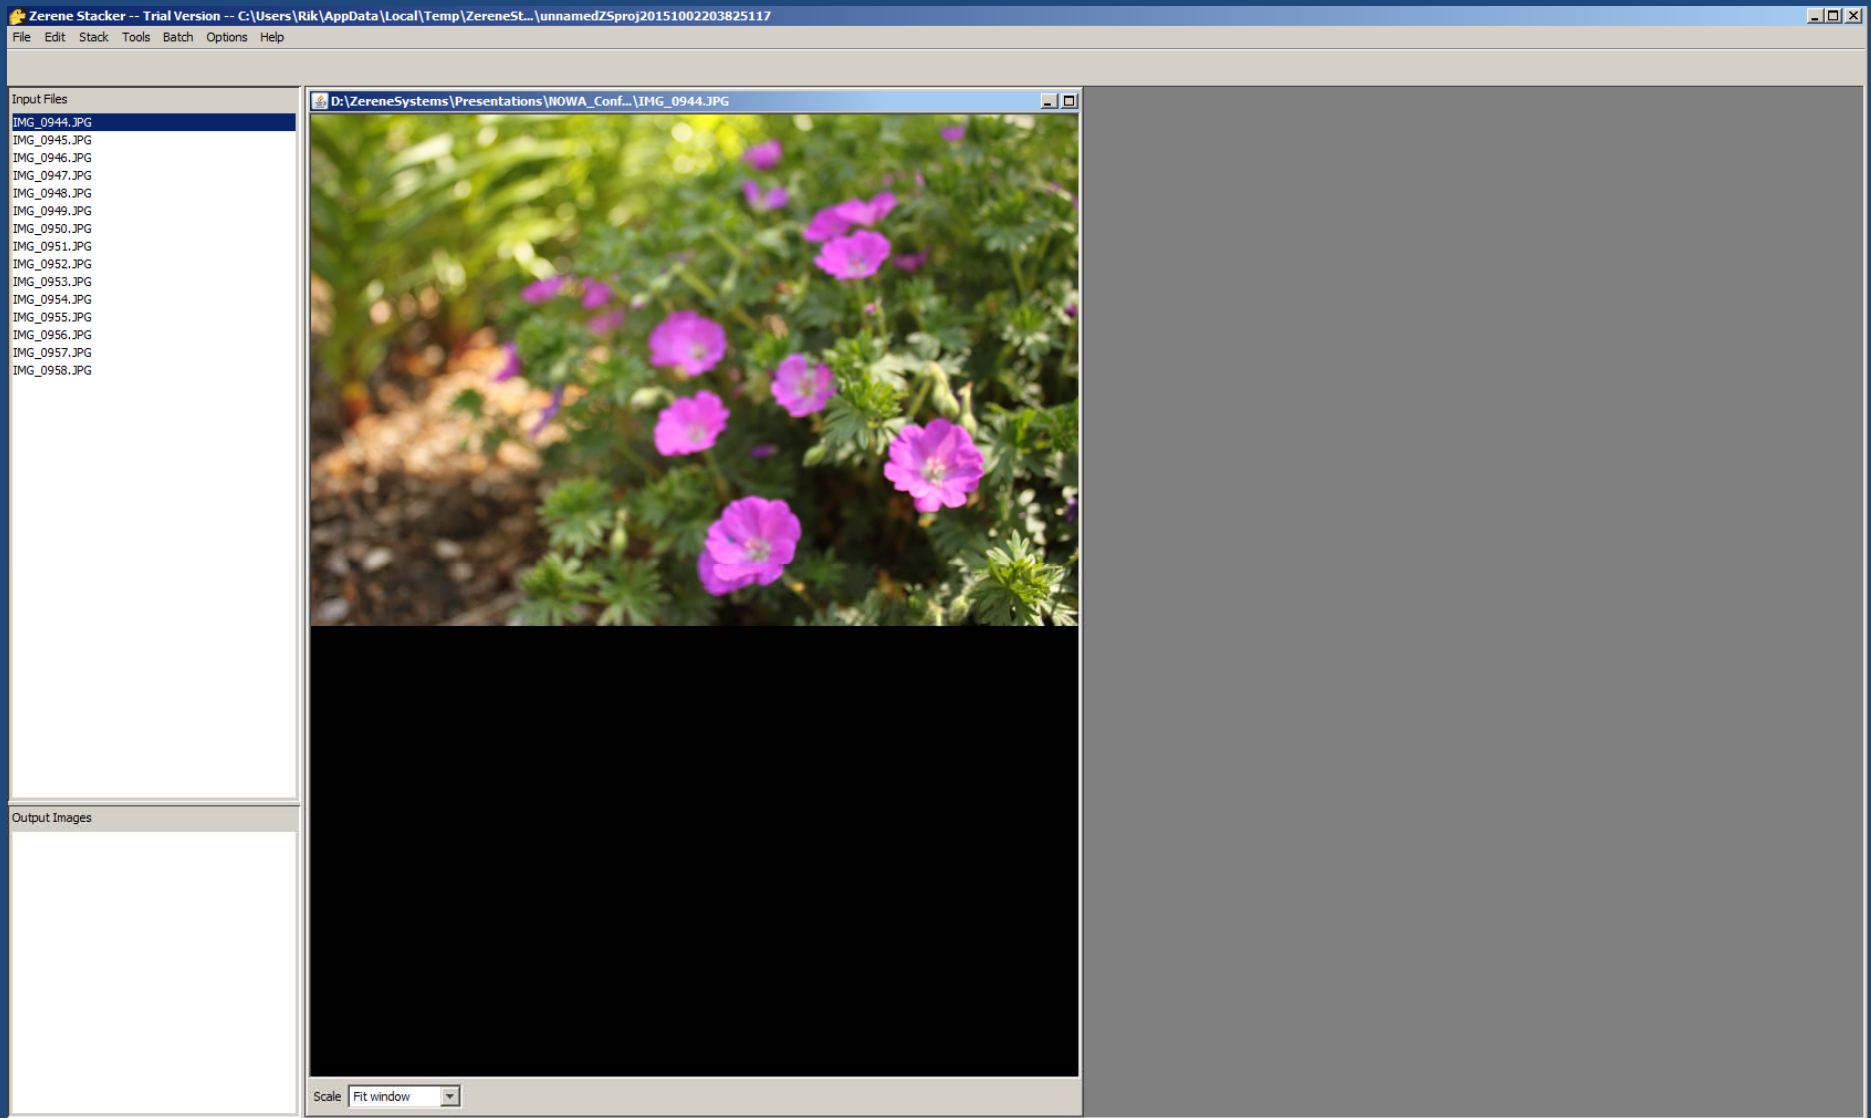 Zerene Stacker -- Trial Version -- C:\Users\Rik\AppData\Local\Temp\ZereneSt...\unnamedZSproj20151002203825117
File Edit Stack Tools Batch Options Help
Input Files
IMG_0944.JPG
IMG_0945.JPG
IMG_0946.JPG
IMG_0947.JPG
IMG_0948.JPG
IMG_0949.JPG
IMG_0950.JPG
IMG_0951.JPG
IMG_0952.JPG
IMG_0953.JPG
IMG_0954.JPG
IMG_0955.JPG
IMG_0956.JPG
IMG_0957.JPG
IMG_0958.JPG
Output Images
D:\ZereneSystems\Presentations\NOWA_Conf...\IMG_0944.JPG
Scale Fit window